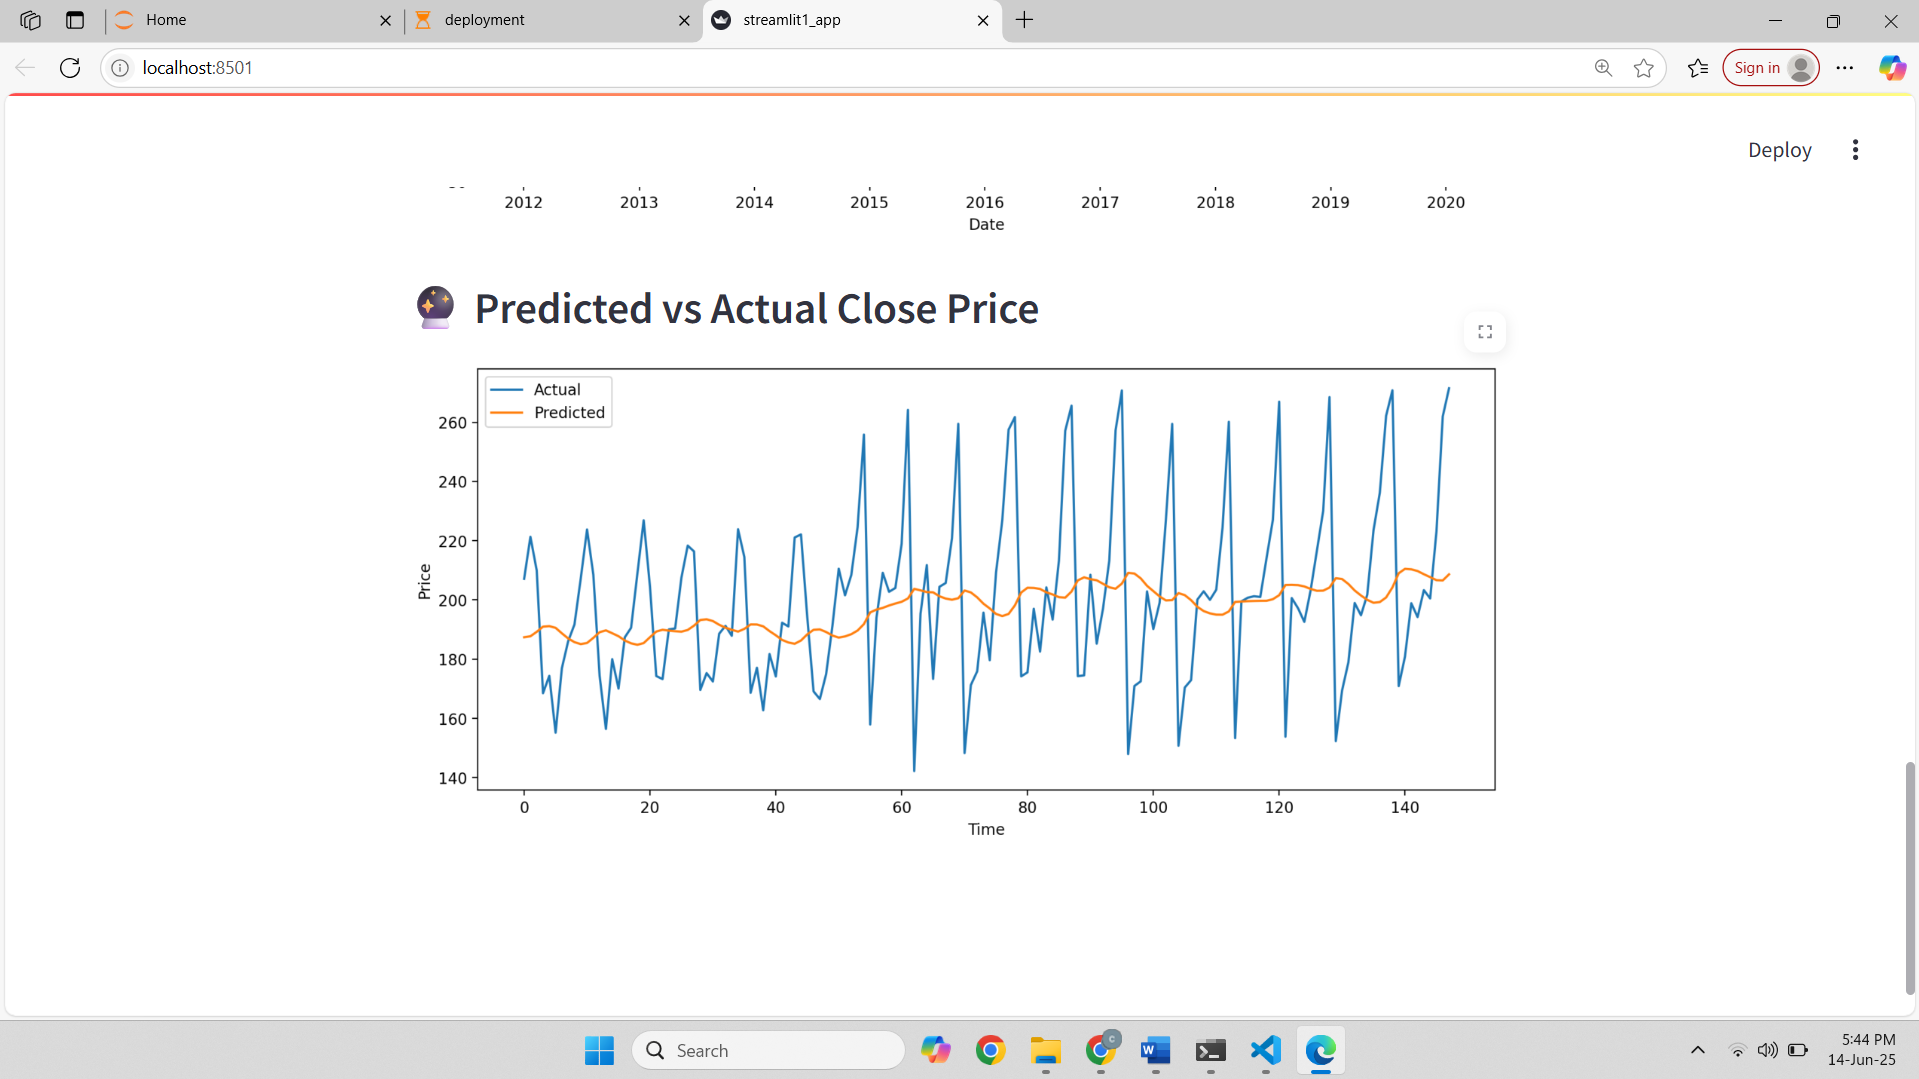 Home
deployment
streamlit1_app
localhost:8501
Sign in
Deploy
2012 2013 2014 2015 2016 2017 2018 2019 2020
Date
Predicted vs Actual Close Price
Actual
Predicted
260
240
220
200
180
160
140
Price
0 20 40 60 80 100 120 140
Time
Search
5:44 PM
14-Jun-25